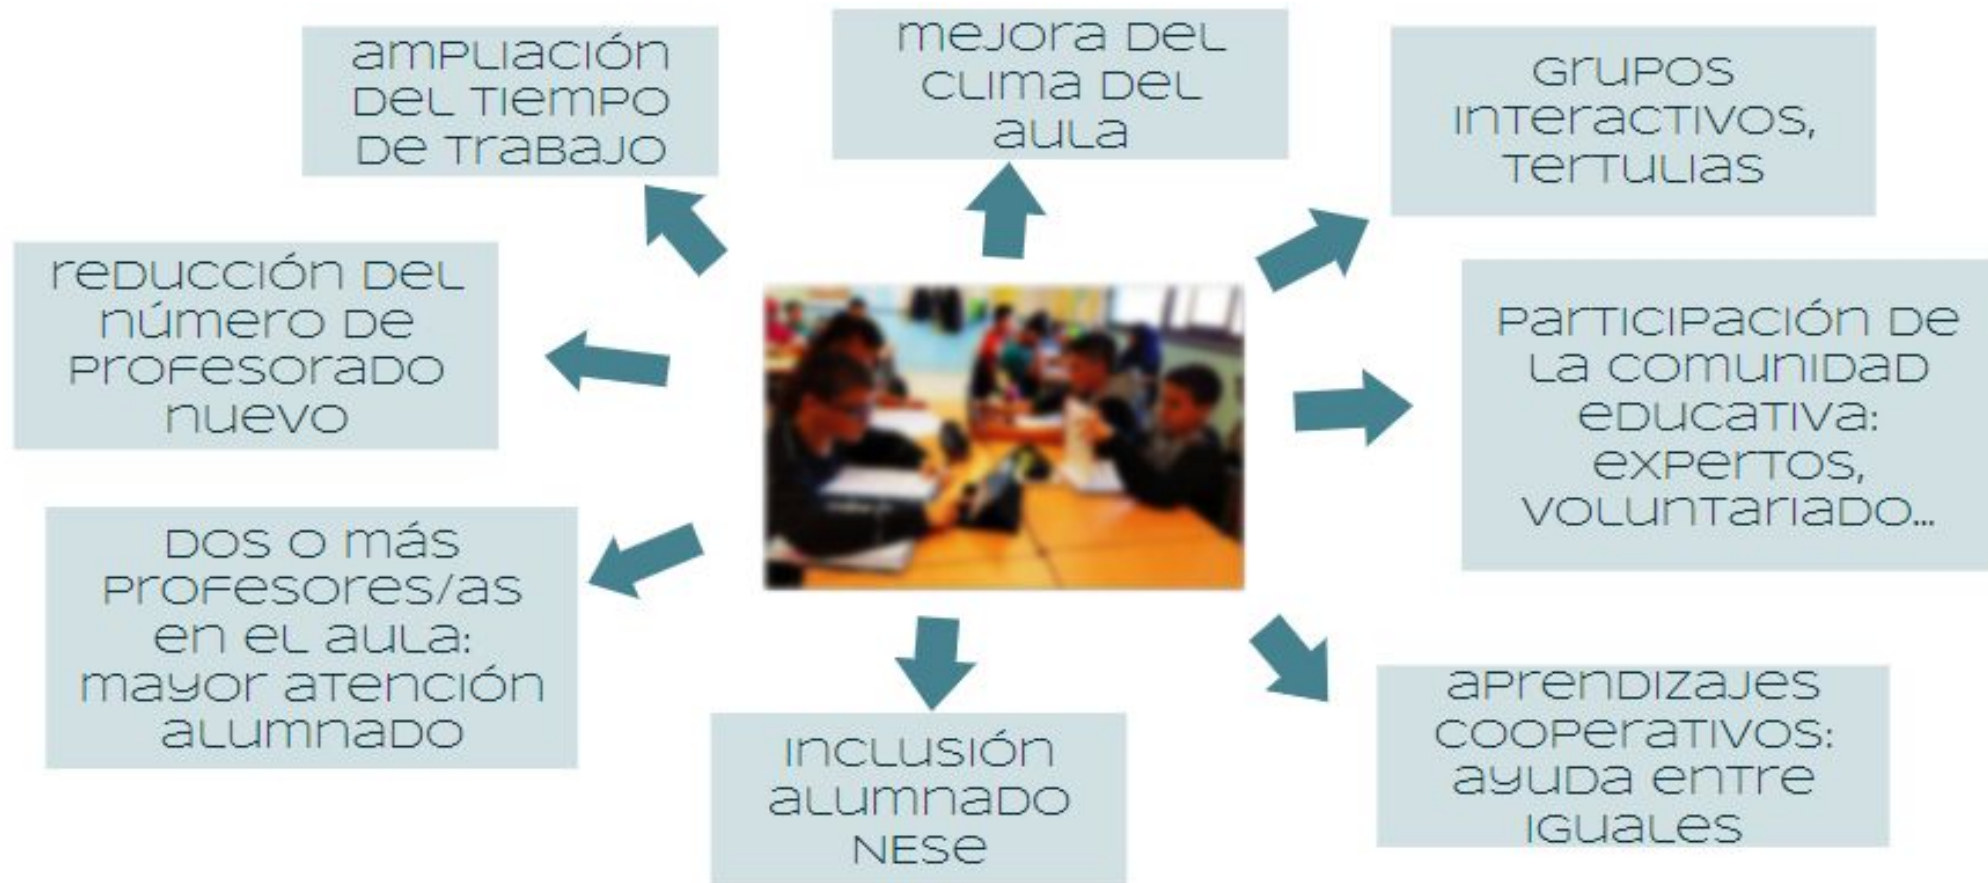 ampliación
del tiempo
de trabajo
mejora del
clima del
aula
grupos
interactivos,
tertulias
reducción del
número de
profesorado
nuevo
participación de
la comunidad
educativa:
expertos,
voluntariado...
dos o más
profesores/as
en el aula:
mayor atención
alumnado
inclusión
alumnado
NESE
aprendizajes
cooperativos:
ayuda entre
iguales